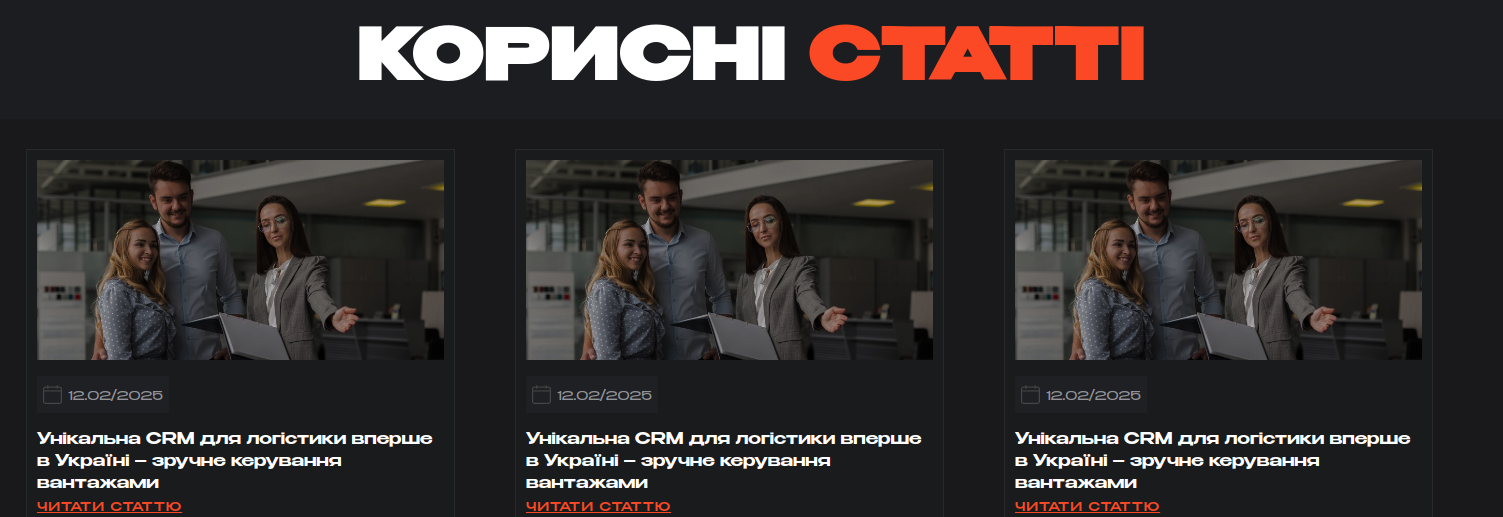 КОРИСНІ СТАТТІ
12.02/2025
Унікальна CRM для логістики вперше
в Україні – зручне керування
вантажами
ЧИТАТИ СТАТТЮ
12.02/2025
Унікальна CRM для логістики вперше
в Україні – зручне керування
вантажами
ЧИТАТИ СТАТТЮ
12.02/2025
Унікальна CRM для логістики вперше
в Україні – зручне керування
вантажами
ЧИТАТИ СТАТТЮ